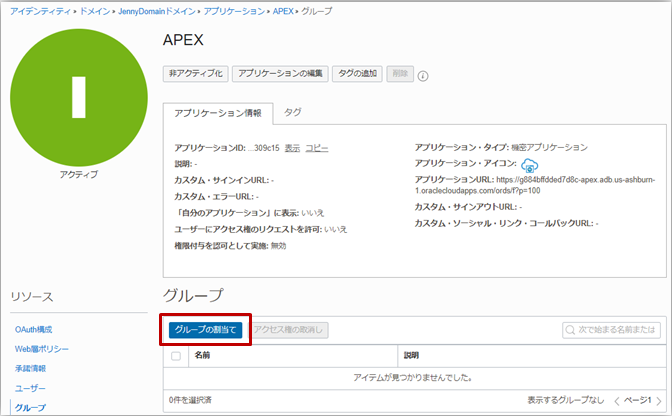 アイデンティティ » ドメイン » JennyDomainドメイン » アプリケーション » APEX » グループ
APEX
非アクティブ化 アプリケーションの編集 タグの追加 削除
アクティブ
アプリケーション情報 タグ
アプリケーションID: ...309c15 表示 コピー
説明: -
カスタム・サインインURL: -
カスタム・エラーURL: -
「自分のアプリケーション」に表示: いいえ
ユーザーにアクセス権のリクエストを許可: いいえ
権限付与を認可として実施: 無効
アプリケーション・タイプ: 機密アプリケーション
アプリケーション・アイコン:
アプリケーションURL: https://g884bffdded7d8c-apex.adb.us-ashburn-
1.oraclecloudapps.com/ords/f?p=100
カスタム・サインアウトURL: -
カスタム・ソーシャル・リンク・コールバックURL: -
リソース
OAuth構成
Web層ポリシー
承諾情報
ユーザー
グループ
グループ
グループの割当て アクセス権の取消し 次で始まる名前または
名前 説明
アイテムが見つかりませんでした。
0件を選択済 表示するグループなし ページ1